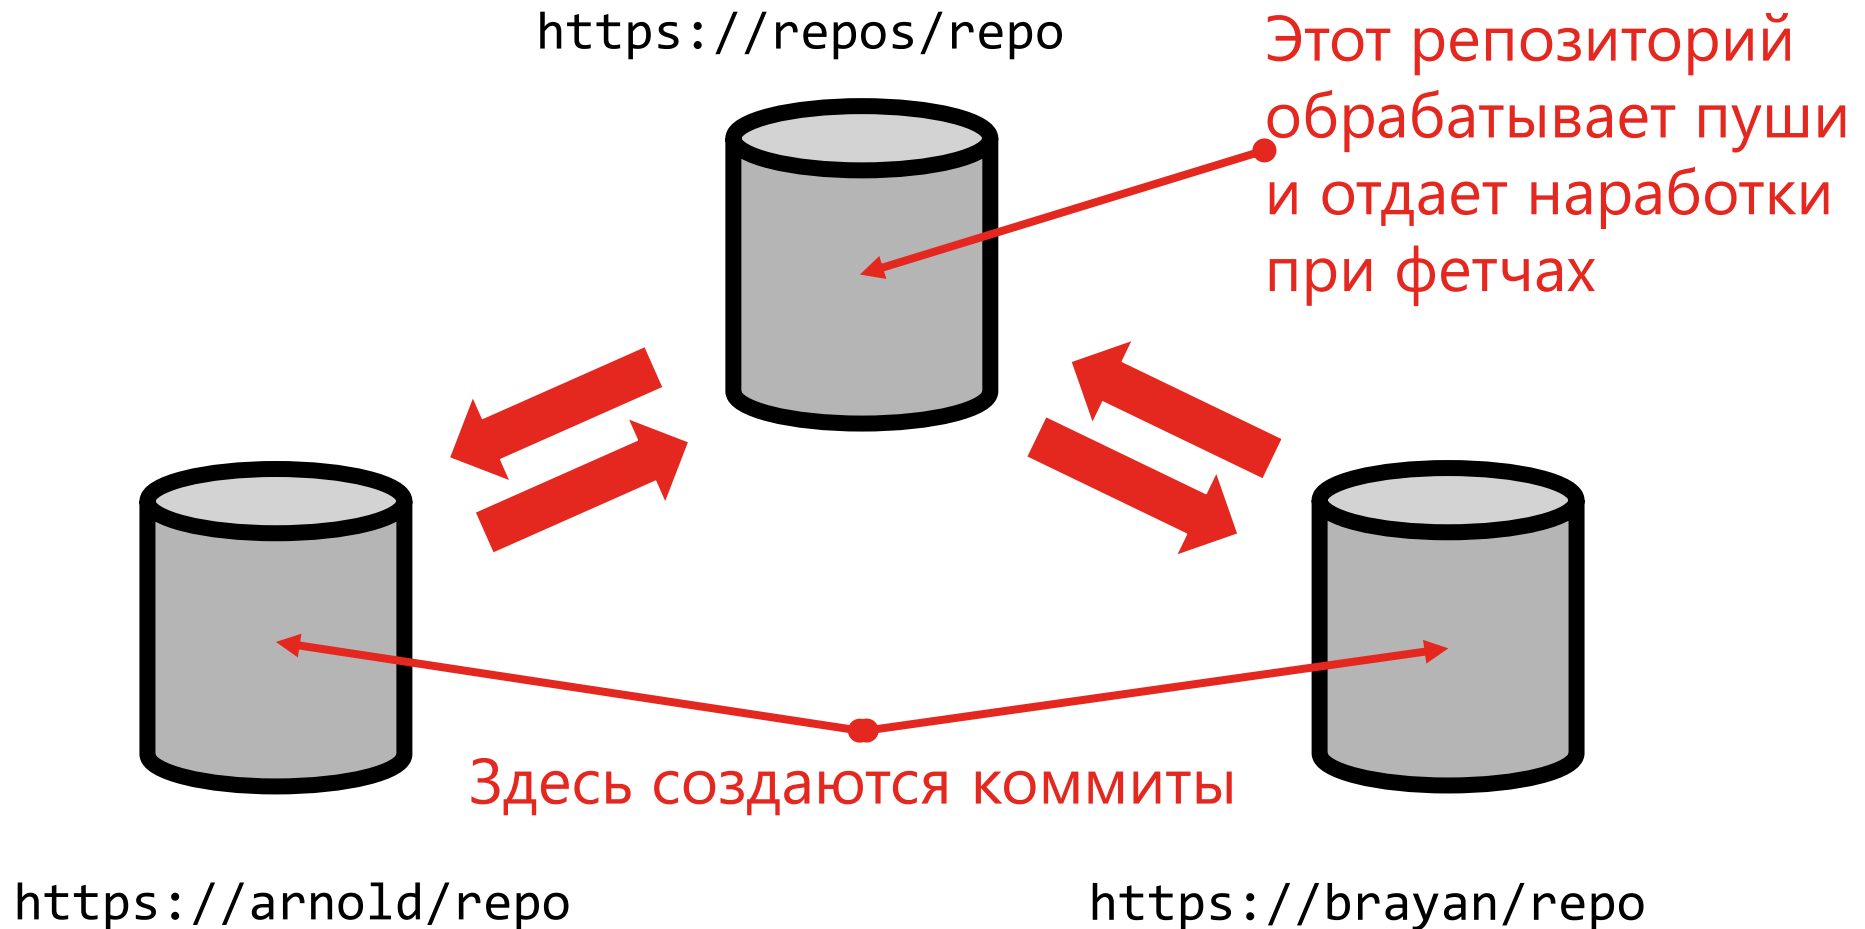 https://repos/repo
Этот репозиторий
обрабатывает пуши
и отдает наработки
при фетчах
Здесь создаются коммиты
https://arnold/repo
https://brayan/repo